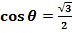 cos θ = √3/2